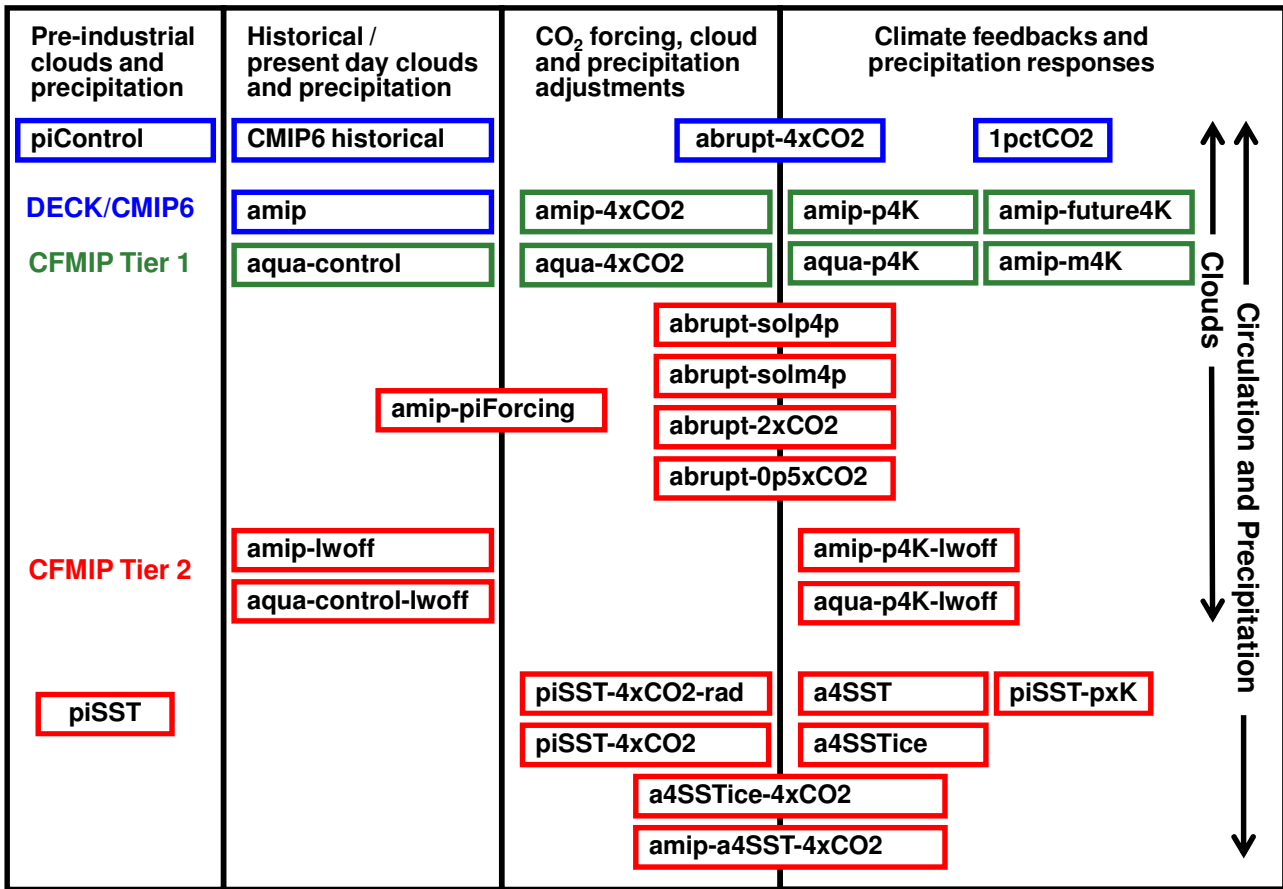 Pre-industrial
clouds and
precipitation
Historical /
present day clouds
and precipitation
CO₂ forcing, cloud
and precipitation
adjustments
Climate feedbacks and
precipitation responses
piControl
CMIP6 historical
abrupt-4xCO2
1pctCO2
DECK/CMIP6
amip
amip-4xCO2
amip-p4K
amip-future4K
CFMIP Tier 1
aqua-control
aqua-4xCO2
aqua-p4K
amip-m4K
abrupt-solp4p
abrupt-solm4p
amip-piForcing
abrupt-2xCO2
abrupt-0p5xCO2
CFMIP Tier 2
amip-lwoff
amip-p4K-lwoff
aqua-control-lwoff
aqua-p4K-lwoff
piSST
piSST-4xCO2-rad
a4SST
piSST-pxK
piSST-4xCO2
a4SSTice
a4SSTice-4xCO2
amip-a4SST-4xCO2
Clouds
Circulation and Precipitation